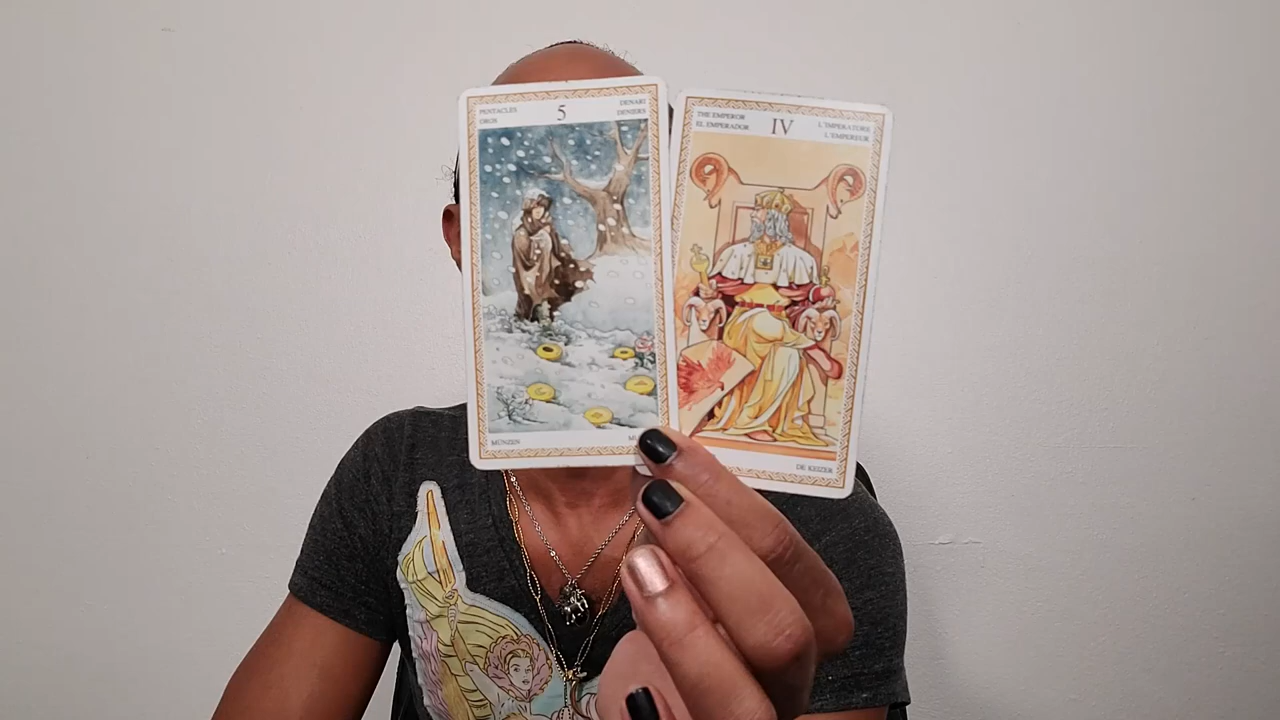 PENTACLES
OROS
5
DENARI
DENIERS
MÜNZEN
THE EMPEROR
EL EMPERADOR
IV
L'IMPERATORE
L'EMPEREUR
DE KEIZER